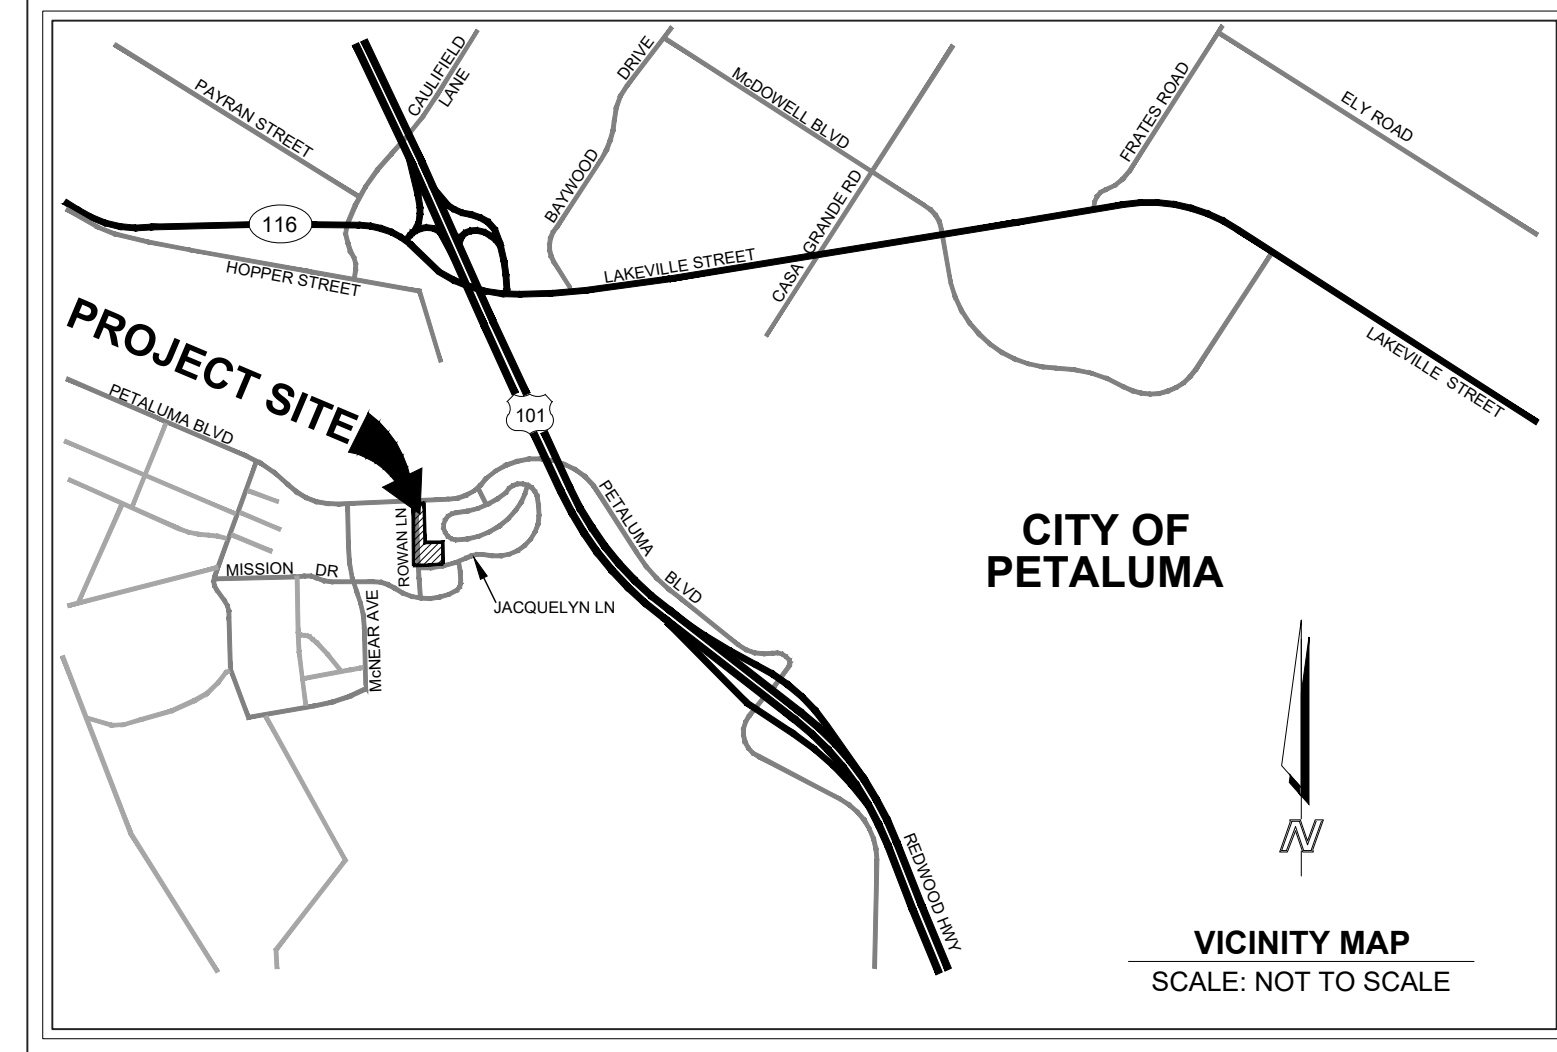 PAYRAN STREET
CAULIFIELD
LANE
DRIVE
BAYWOOD
McDOWELL BLVD
CASA GRANDE RD
FRATES ROAD
ELY ROAD
116
HOPPER STREET
LAKEVILLE STREET
LAKEVILLE STREET
PROJECT SITE
PETALUMA BLVD
101
PETALUMA
BLVD
ROWAN LN
MISSION DR
JACQUELYN LN
McNEAR AVE
REDWOOD HWY
CITY OF
PETALUMA
N
VICINITY MAP
SCALE: NOT TO SCALE